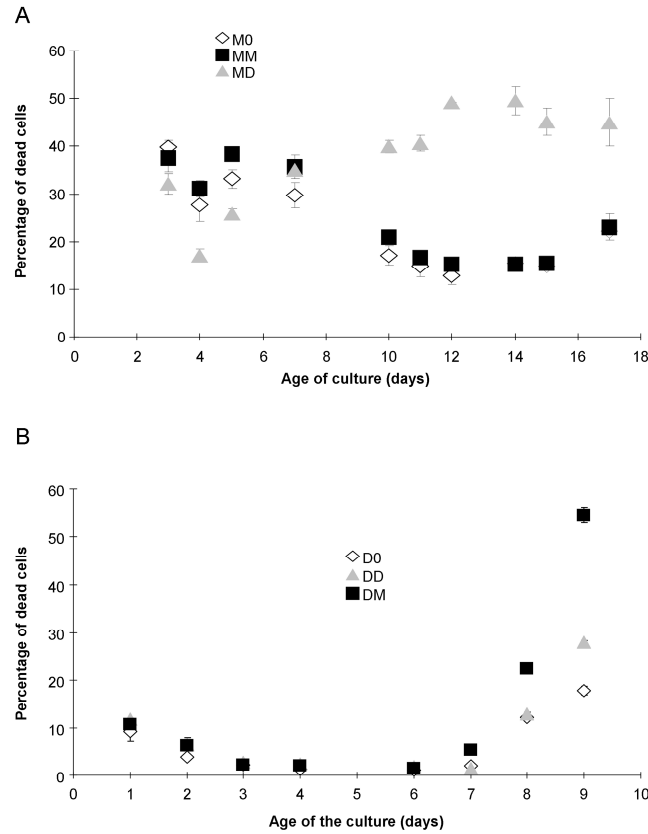 A
M0
MM
MD
60
50
40
30
20
10
0
Percentage of dead cells
0 2 4 6 8 10 12 14 16 18
Age of culture (days)
B
D0
DD
DM
60
50
40
30
20
10
0
Percentage of dead cells
0 1 2 3 4 5 6 7 8 9 10
Age of the culture (days)